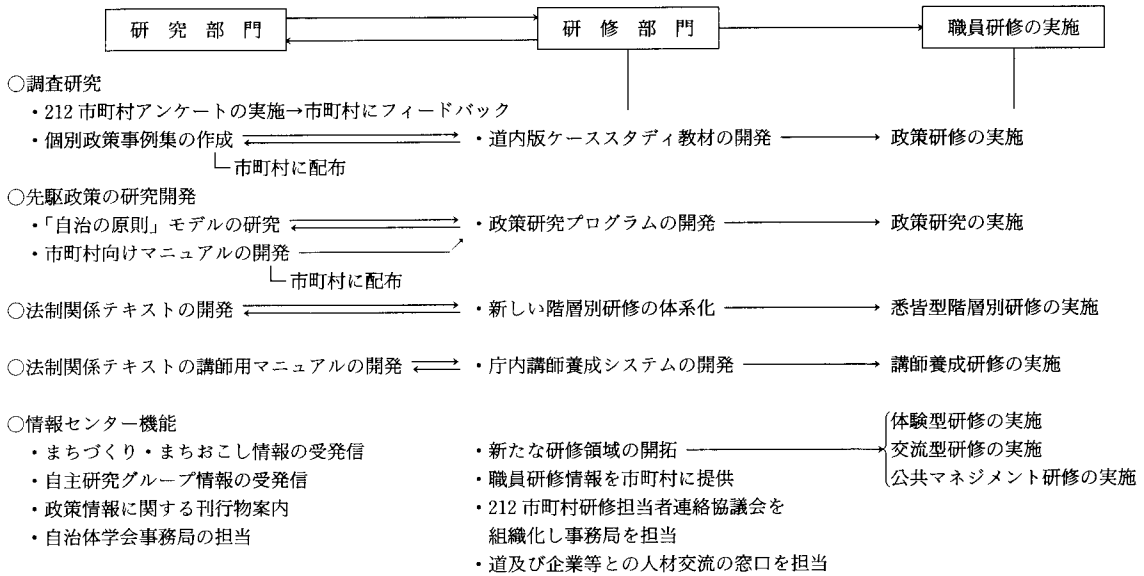 研究部門
研修部門
職員研修の実施
○調査研究
・212市町村アンケートの実施→市町村にフィードバック
・個別政策事例集の作成
・道内版ケーススタディ教材の開発
政策研修の実施
市町村に配布
○先駆政策の研究開発
・「自治の原則」モデルの研究
・政策研究プログラムの開発
政策研究の実施
・市町村向けマニュアルの開発
市町村に配布
○法制関係テキストの開発
・新しい階層別研修の体系化
悉皆型階層別研修の実施
○法制関係テキストの講師用マニュアルの開発
・庁内講師養成システムの開発
講師養成研修の実施
○情報センター機能
・まちづくり・まちおこし情報の受発信
・自主研究グループ情報の受発信
・政策情報に関する刊行物案内
・自治体学会事務局の担当
・新たな研修領域の開拓
・職員研修情報を市町村に提供
・212市町村研修担当者連絡協議会を
組織化し事務局を担当
・道及び企業等との人材交流の窓口を担当
体験型研修の実施
交流型研修の実施
公共マネジメント研修の実施